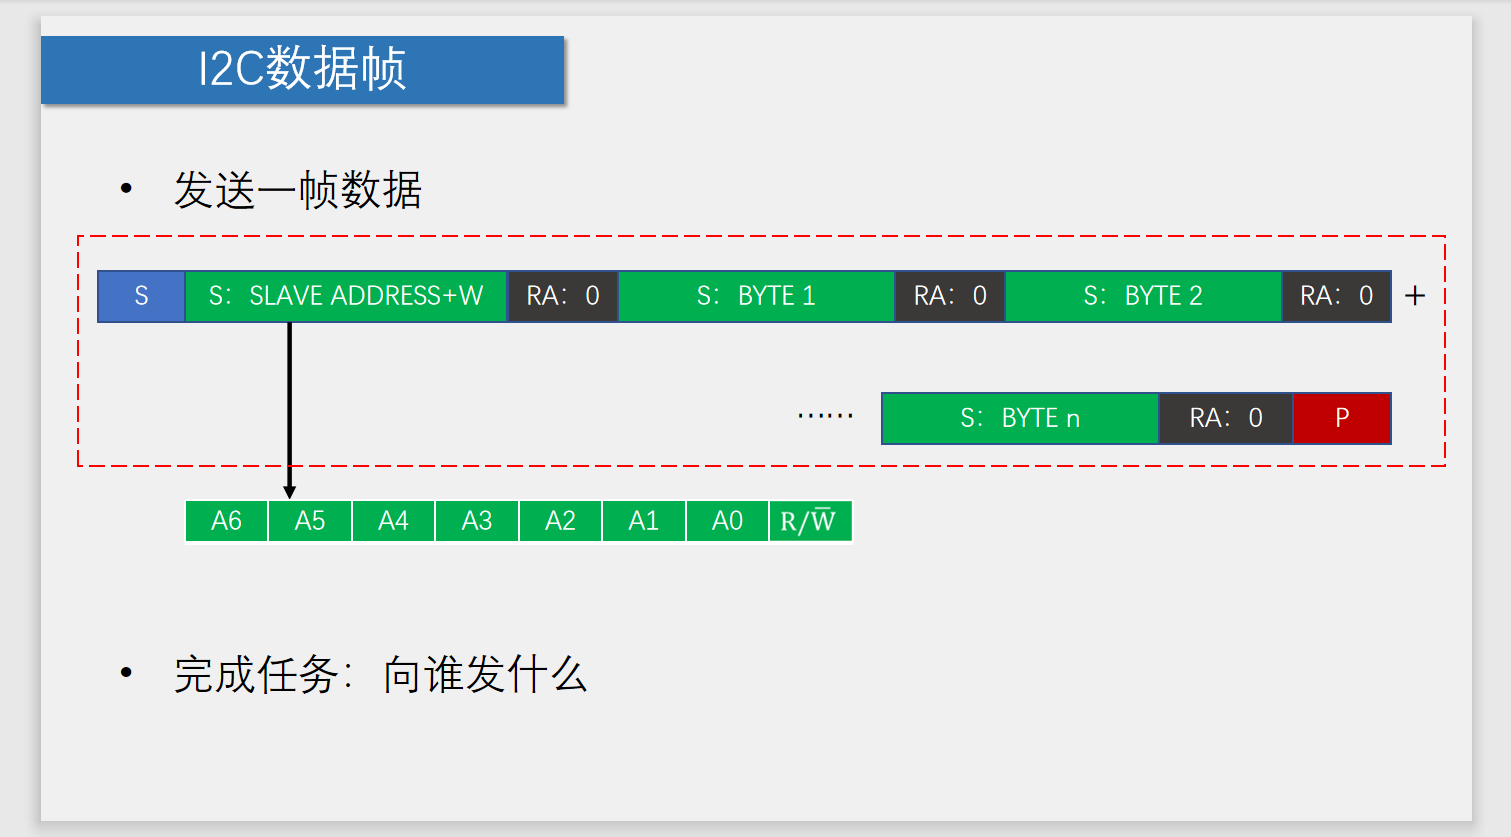 I2C数据帧
• 发送一帧数据
S S：SLAVE ADDRESS+W RA：0 S：BYTE 1 RA：0 S：BYTE 2 RA：0 +
…… S：BYTE n RA：0 P
A6 A5 A4 A3 A2 A1 A0 R/W̅
• 完成任务：向谁发什么